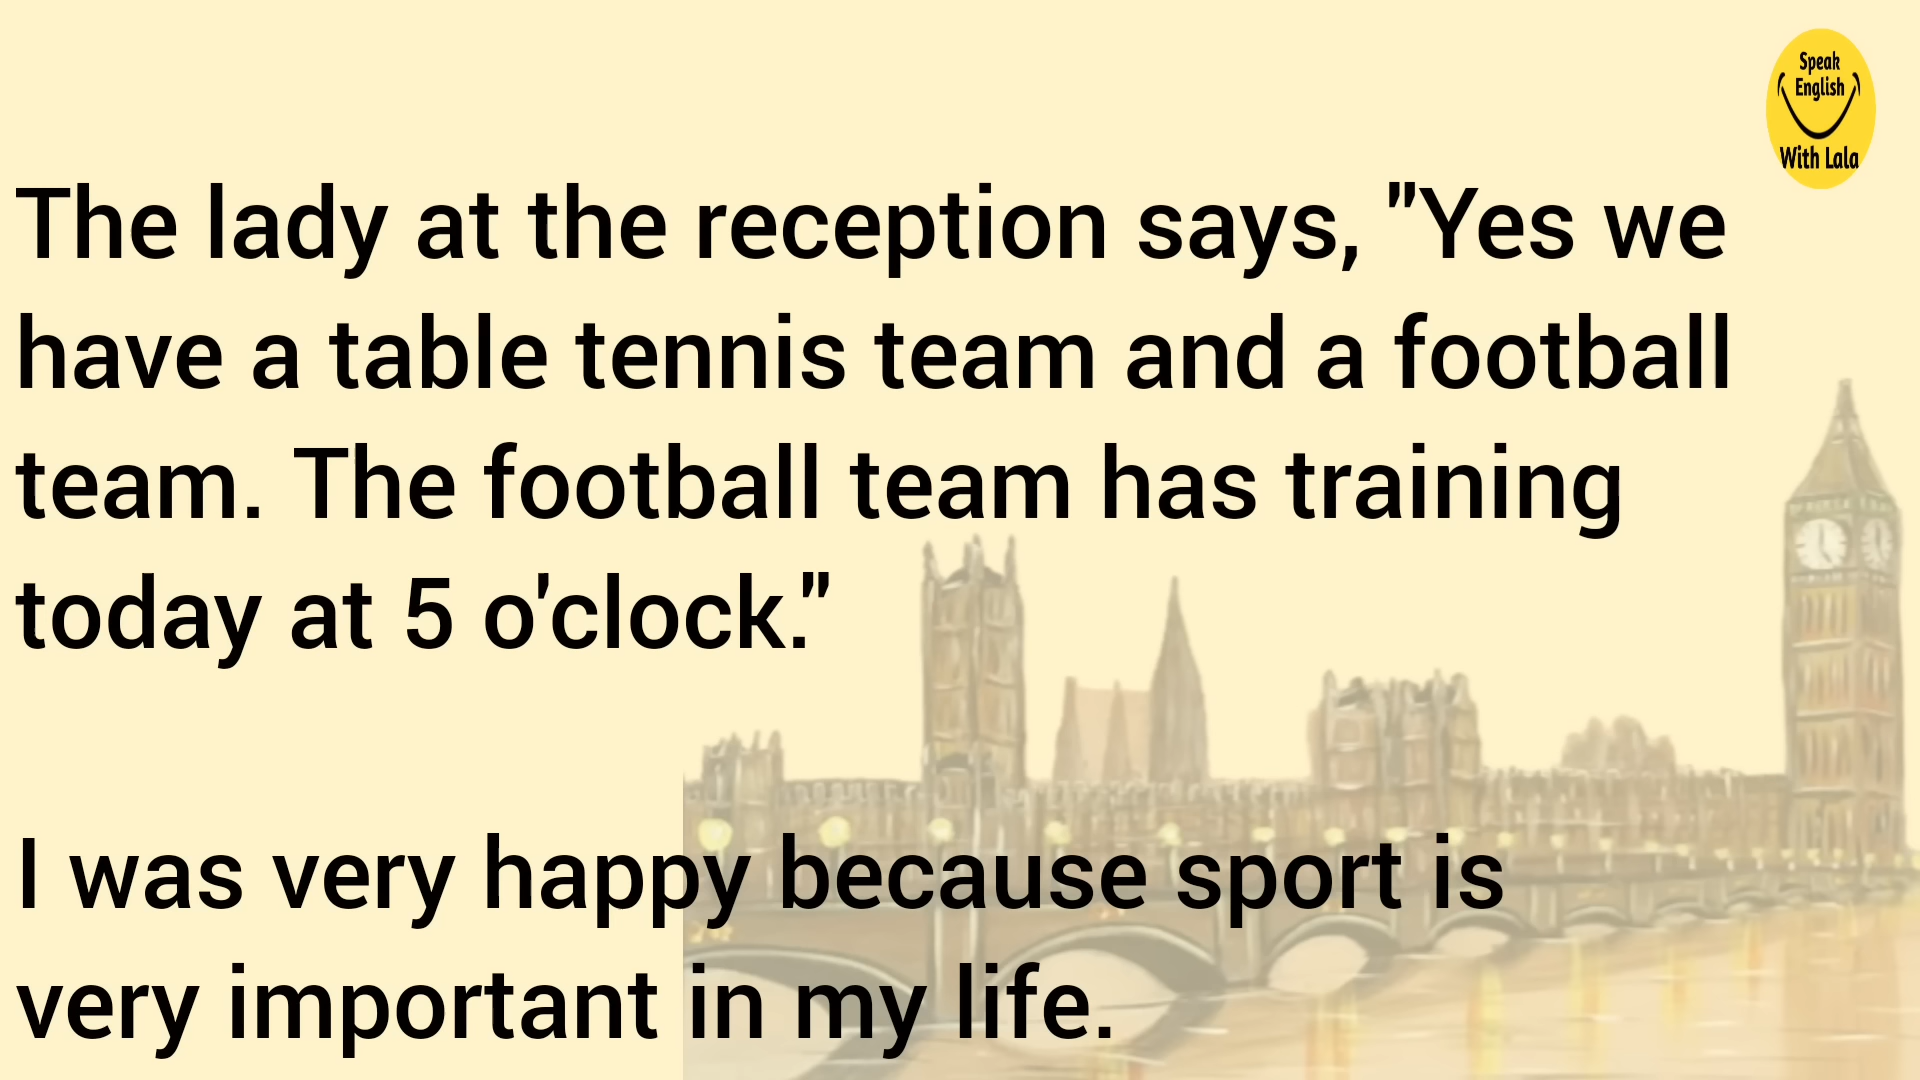 Speak
English
With Lala
The lady at the reception says, "Yes we
have a table tennis team and a football
team. The football team has training
today at 5 o'clock."
I was very happy because sport is
very important in my life.